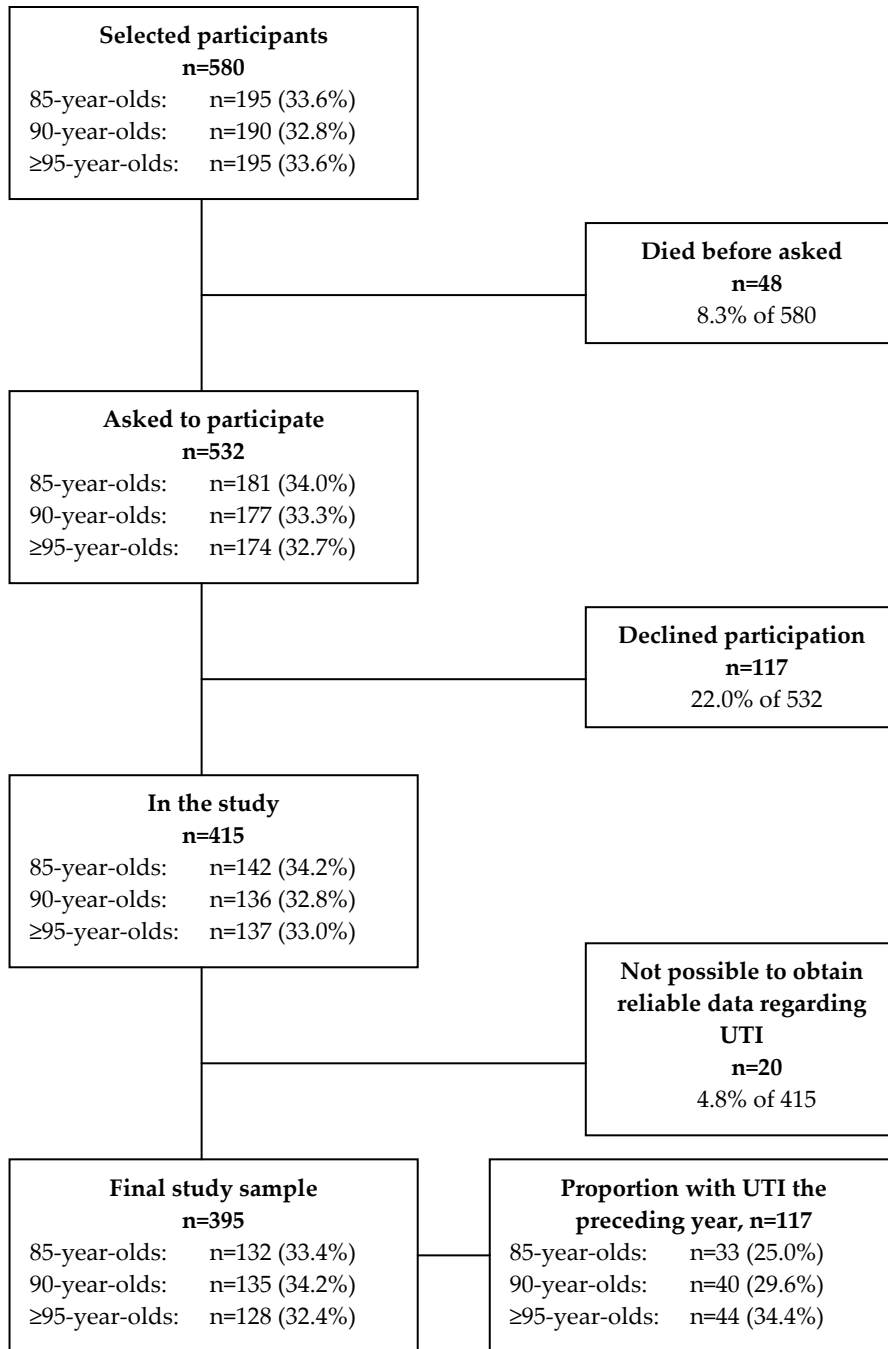 Selected participants
n=580
85-year-olds: n=195 (33.6%)
90-year-olds: n=190 (32.8%)
≥95-year-olds: n=195 (33.6%)
Died before asked
n=48
8.3% of 580
Asked to participate
n=532
85-year-olds: n=181 (34.0%)
90-year-olds: n=177 (33.3%)
≥95-year-olds: n=174 (32.7%)
Declined participation
n=117
22.0% of 532
In the study
n=415
85-year-olds: n=142 (34.2%)
90-year-olds: n=136 (32.8%)
≥95-year-olds: n=137 (33.0%)
Not possible to obtain
reliable data regarding
UTI
n=20
4.8% of 415
Final study sample
n=395
85-year-olds: n=132 (33.4%)
90-year-olds: n=135 (34.2%)
≥95-year-olds: n=128 (32.4%)
Proportion with UTI the
preceding year, n=117
85-year-olds: n=33 (25.0%)
90-year-olds: n=40 (29.6%)
≥95-year-olds: n=44 (34.4%)